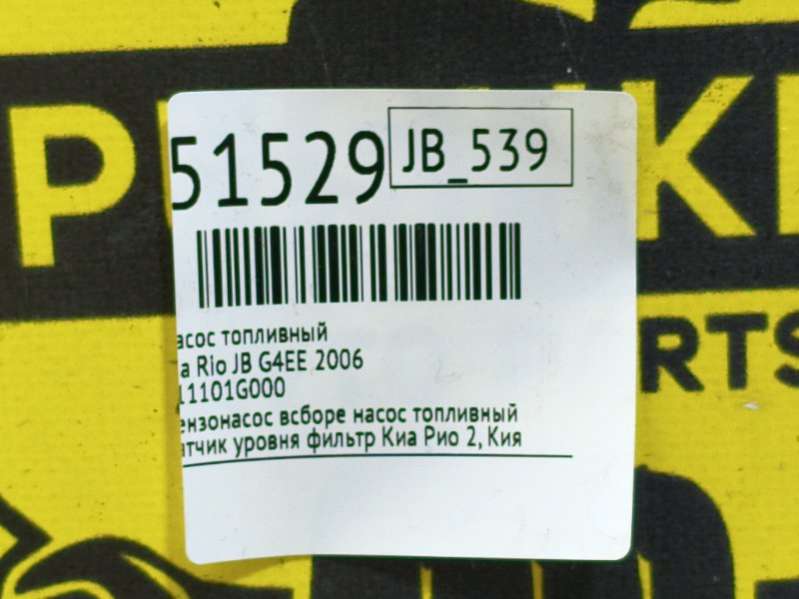 51529
JB_539
асос топливный
a Rio JB G4EE 2006
11101G000
ензонасос всборе насос топливный
атчик уровня фильтр Киа Рио 2, Кия
RTS